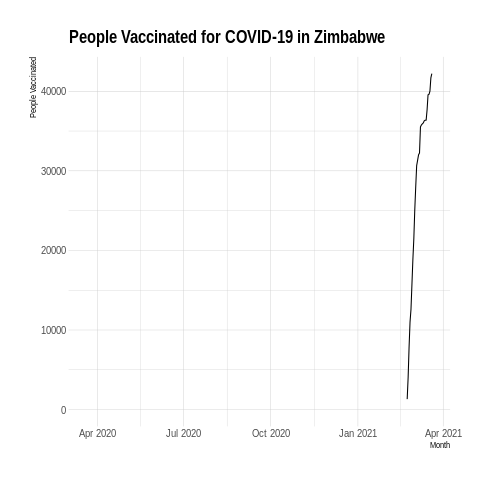 People Vaccinated for COVID-19 in Zimbabwe
People Vaccinated
40000
30000
20000
10000
0
Apr 2020 Jul 2020 Oct 2020 Jan 2021 Apr 2021
Month